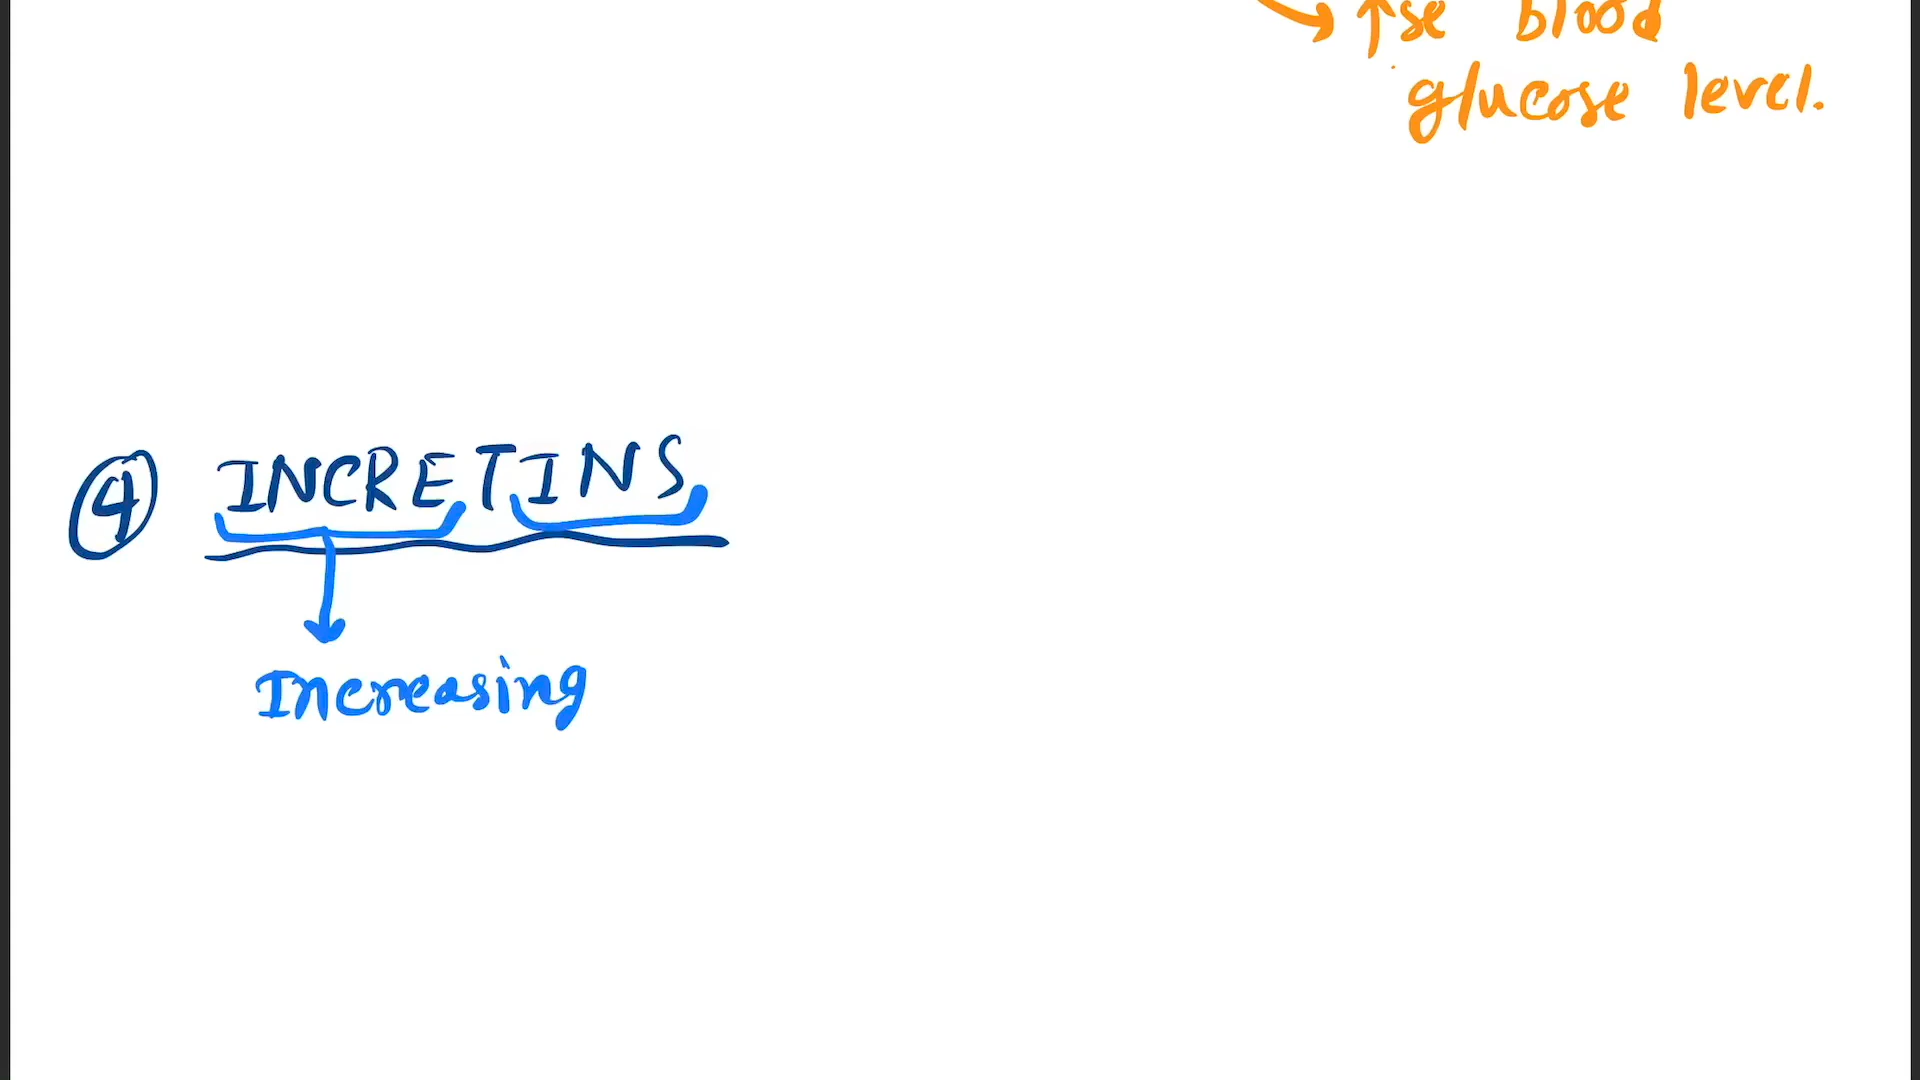 ↑se blood
glucose level.
④ INCRETINS
Increasing